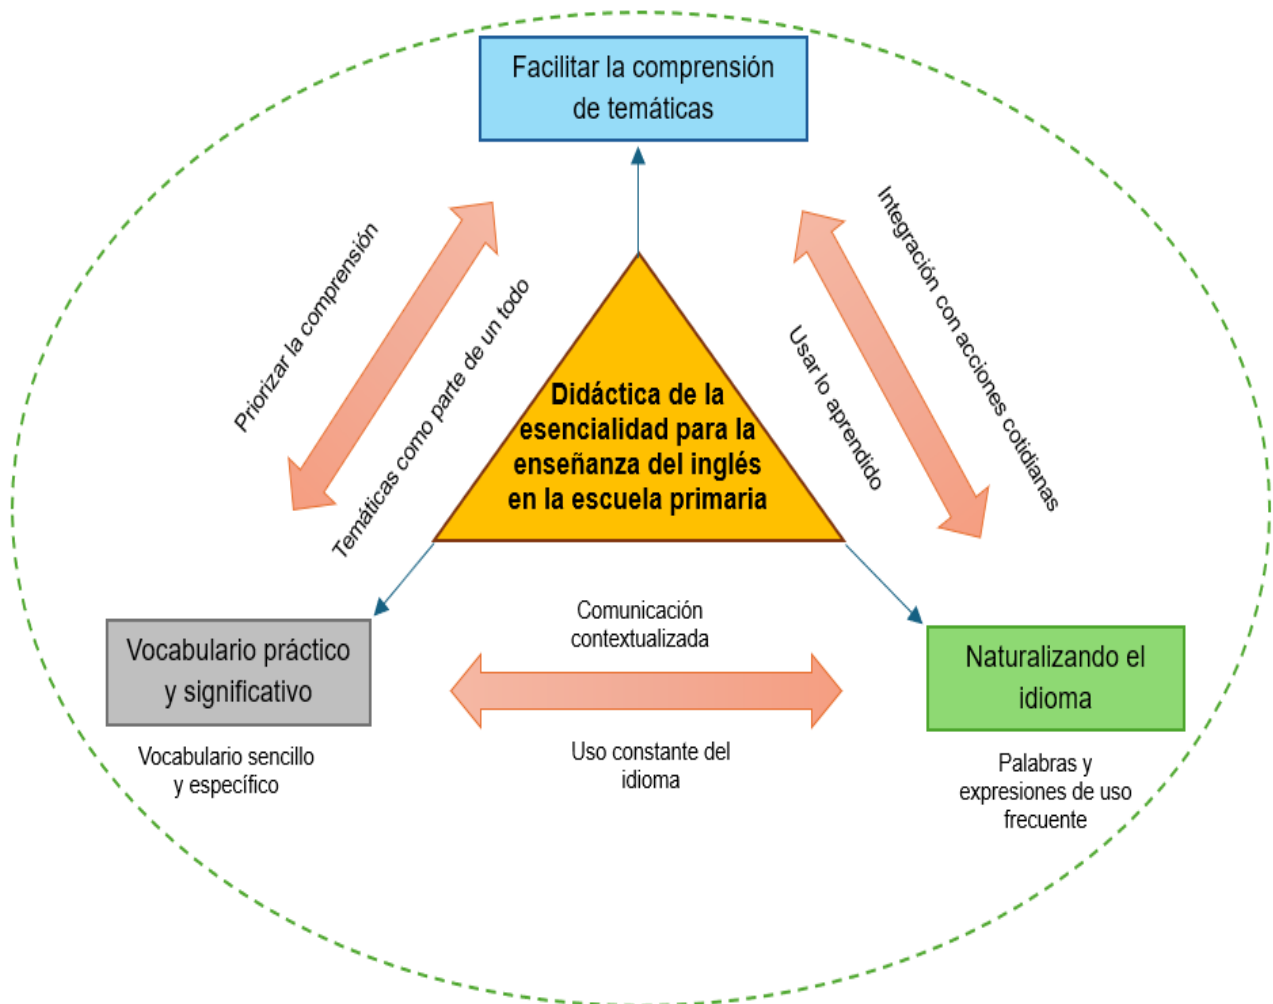 Facilitar la comprensión
de temáticas
Priorizar la comprensión
Temáticas como parte de un todo
Integración con acciones cotidianas
Usar lo aprendido
Didáctica de la
esencialidad para la
enseñanza del inglés
en la escuela primaria
Vocabulario práctico
y significativo
Vocabulario sencillo
y específico
Comunicación
contextualizada
Uso constante del
idioma
Naturalizando el
idioma
Palabras y
expresiones de uso
frecuente